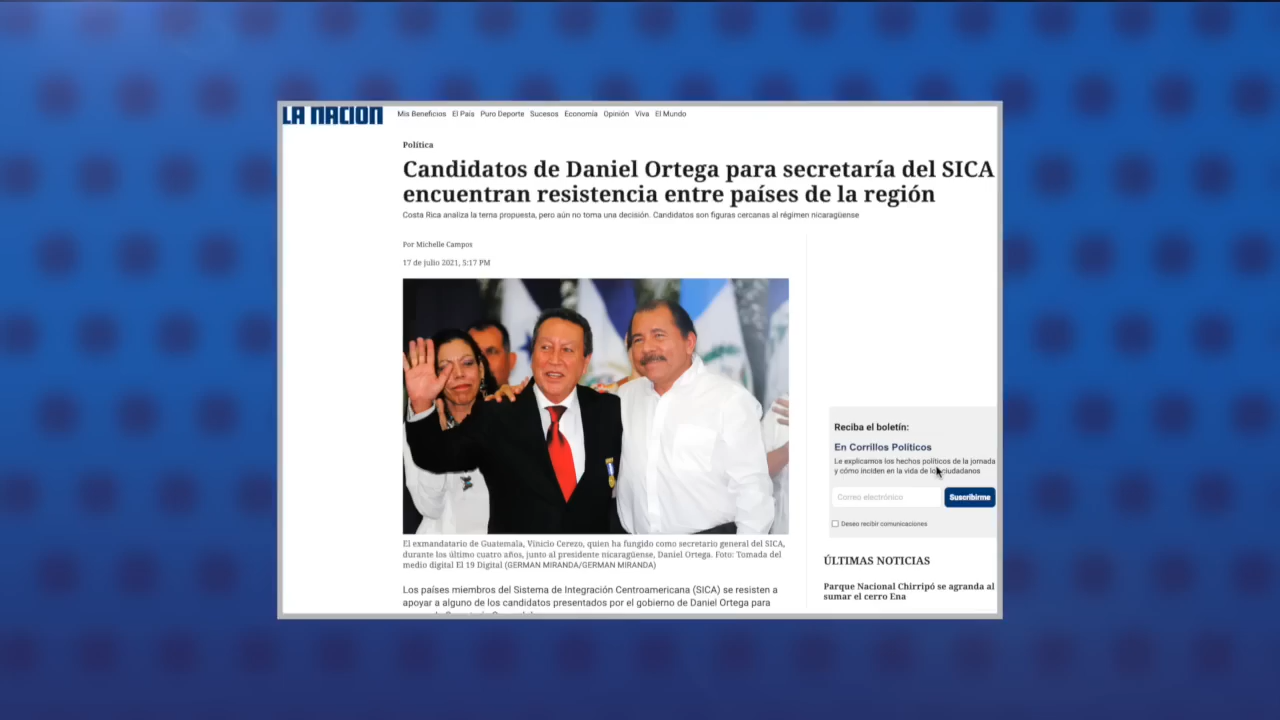 LA NACION
Mis Beneficios El País Puro Deporte Sucesos Economía Opinión Viva El Mundo
Política
Candidatos de Daniel Ortega para secretaría del SICA
encuentran resistencia entre países de la región
Costa Rica analiza la terna propuesta, pero aún no toma una decisión. Candidatos son figuras cercanas al régimen nicaragüense
Por Michelle Campos
17 de julio 2021, 5:17 PM
El exmandatario de Guatemala, Vinicio Cerezo, quien ha fungido como secretario general del SICA,
durante los último cuatro años, junto al presidente nicaragüense, Daniel Ortega. Foto: Tomada del
medio digital El 19 Digital (GERMAN MIRANDA/GERMAN MIRANDA)
Los países miembros del Sistema de Integración Centroamericana (SICA) se resisten a
apoyar a alguno de los candidatos presentados por el gobierno de Daniel Ortega para
Reciba el boletín:
En Corrillos Políticos
Le explicamos los hechos políticos de la jornada
y cómo inciden en la vida de los ciudadanos
Correo electrónico
Suscribirme
Deseo recibir comunicaciones
ÚLTIMAS NOTICIAS
Parque Nacional Chirripó se agranda al
sumar el cerro Ena